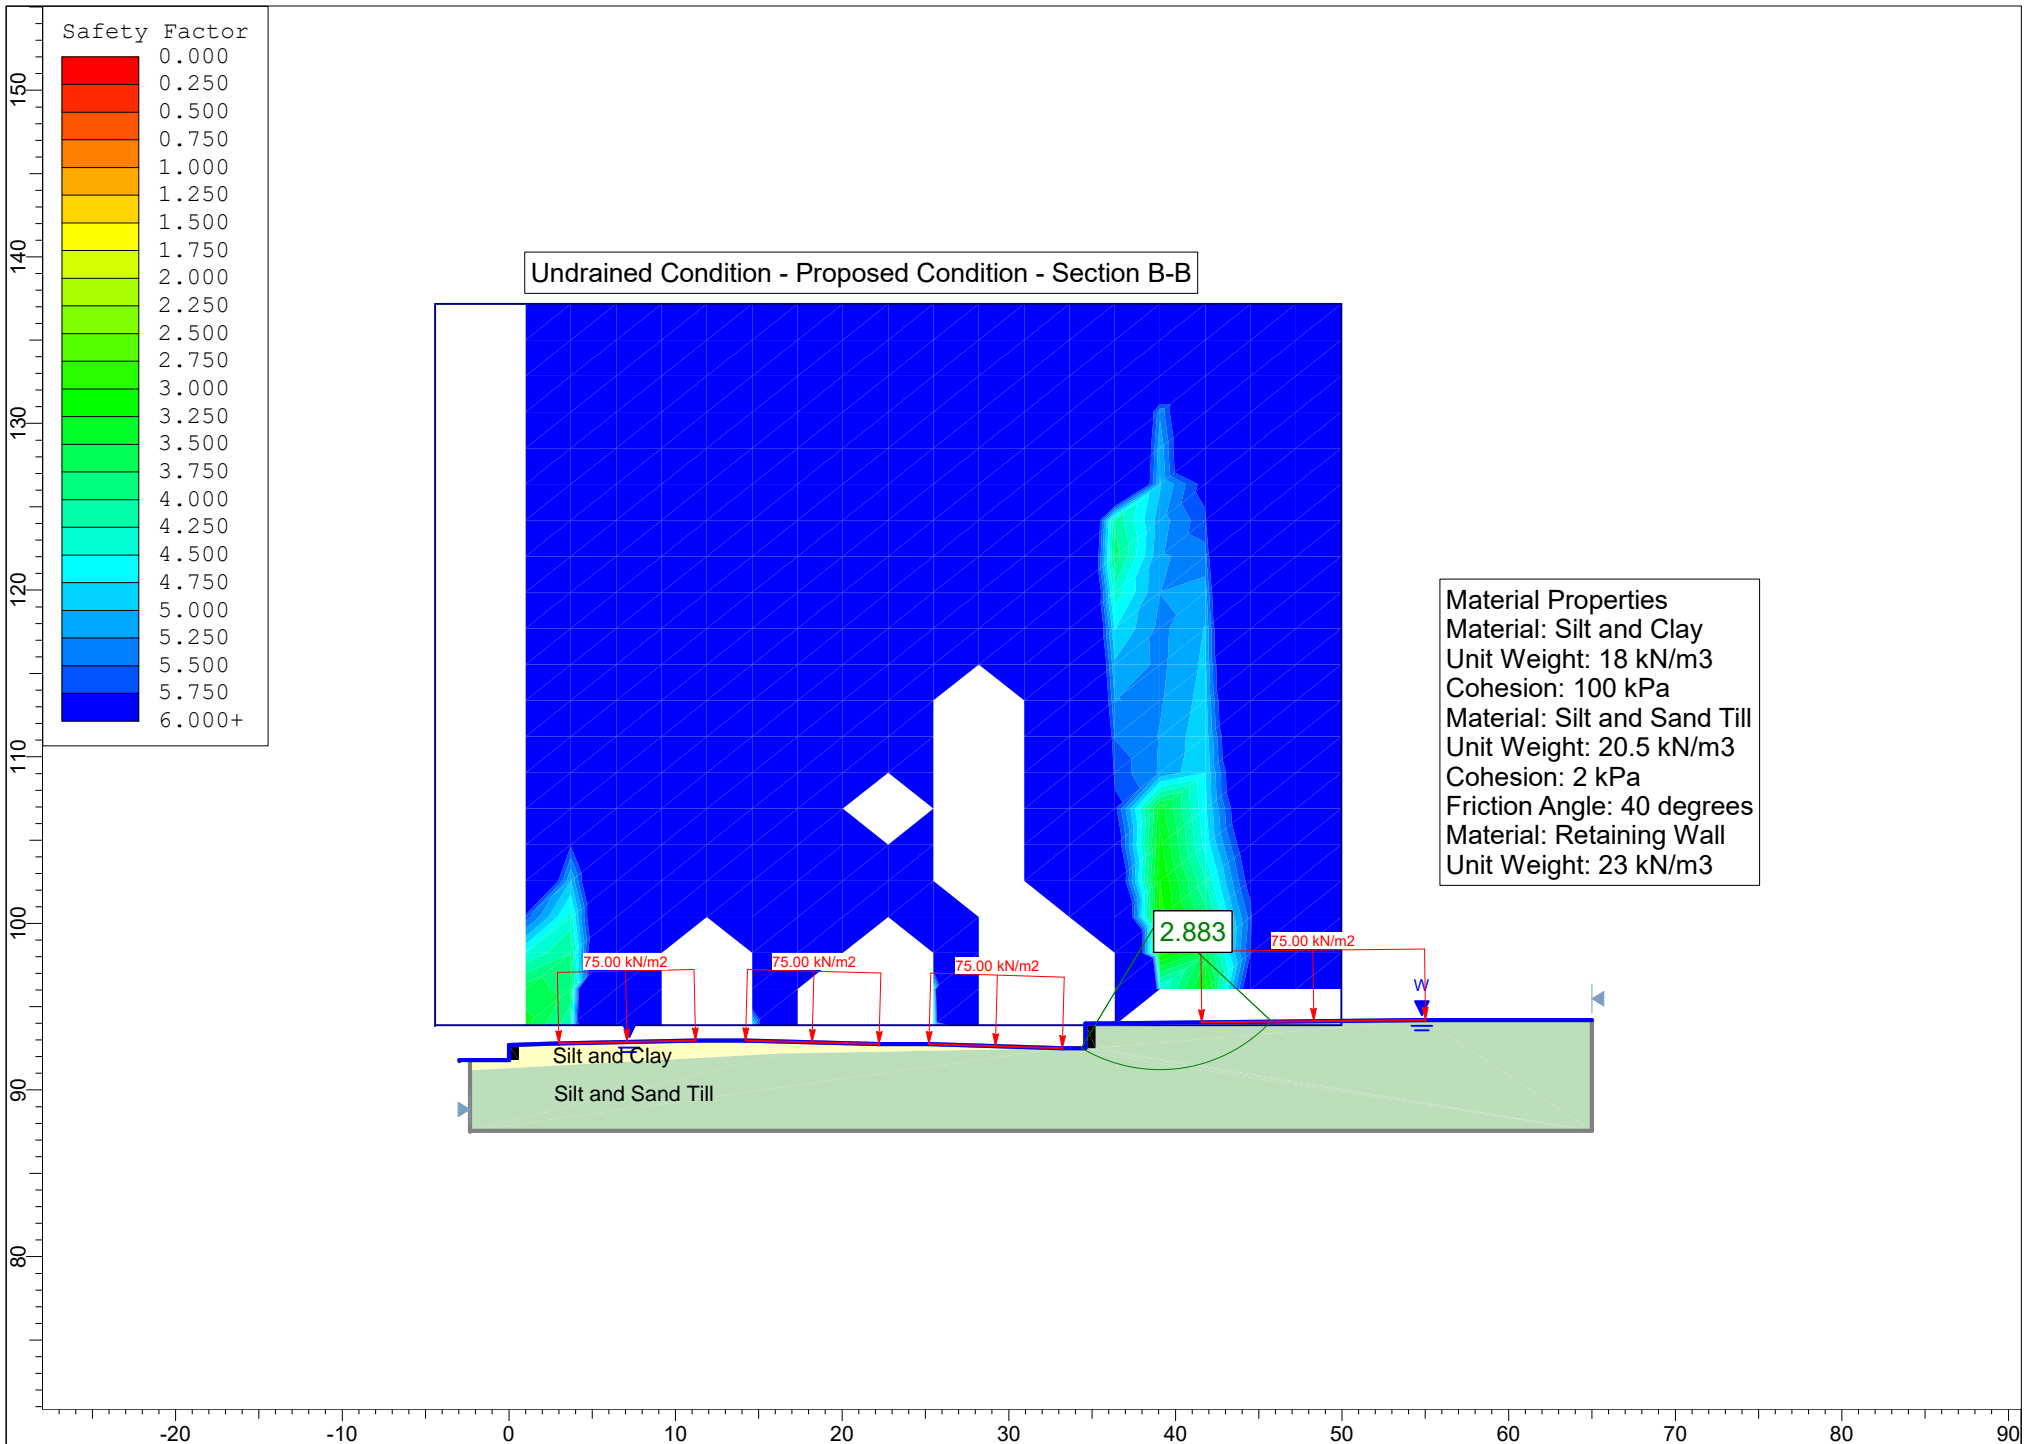 Safety Factor
0.000
0.250
0.500
0.750
1.000
1.250
1.500
1.750
2.000
2.250
2.500
2.750
3.000
3.250
3.500
3.750
4.000
4.250
4.500
4.750
5.000
5.250
5.500
5.750
6.000+
150
140
130
120
110
100
90
80
Undrained Condition - Proposed Condition - Section B-B
Material Properties
Material: Silt and Clay
Unit Weight: 18 kN/m3
Cohesion: 100 kPa
Material: Silt and Sand Till
Unit Weight: 20.5 kN/m3
Cohesion: 2 kPa
Friction Angle: 40 degrees
Material: Retaining Wall
Unit Weight: 23 kN/m3
2.883
75.00 kN/m2
75.00 kN/m2
75.00 kN/m2
75.00 kN/m2
W
Silt and Clay
Silt and Sand Till
-20 -10 0 10 20 30 40 50 60 70 80 90